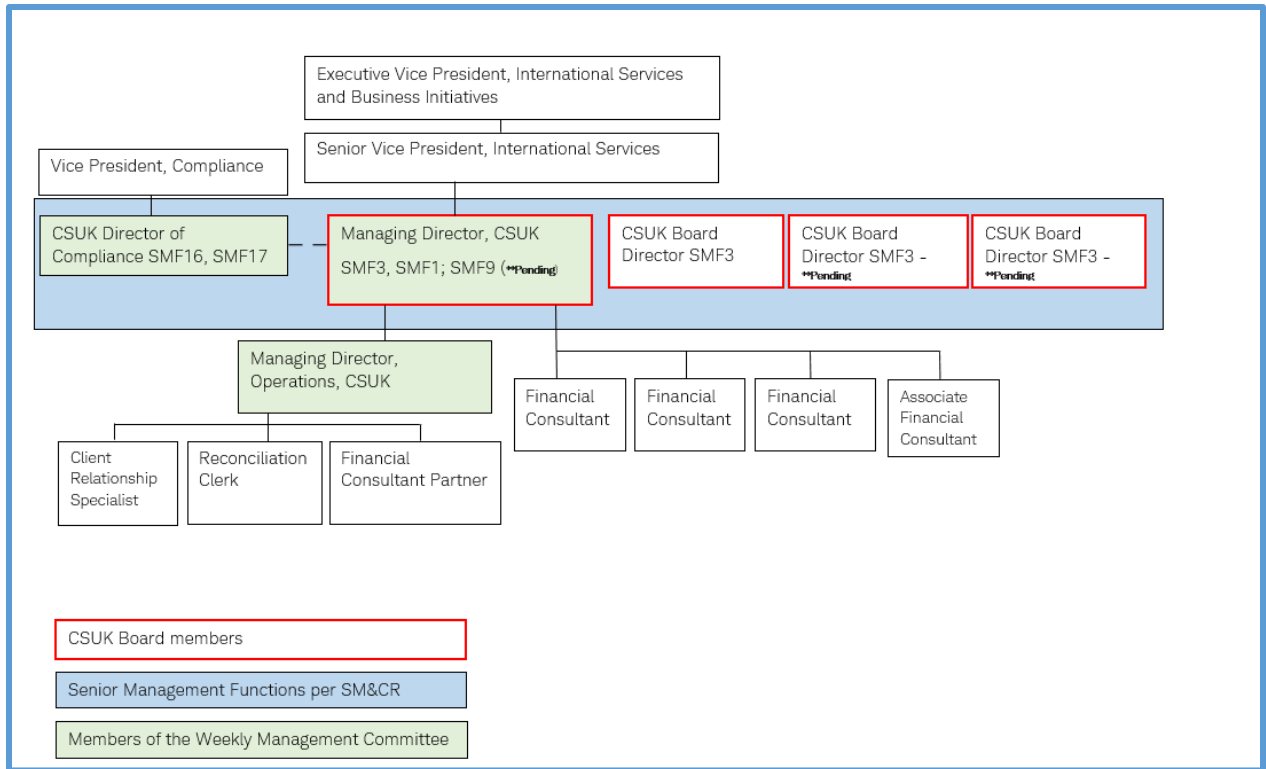 Executive Vice President, International Services
and Business Initiatives
Senior Vice President, International Services
Vice President, Compliance
CSUK Director of
Compliance SMF16, SMF17
Managing Director, CSUK
SMF3, SMF1; SMF9 (**Pending)
CSUK Board
Director SMF3
CSUK Board
Director SMF3 -
**Pending
CSUK Board
Director SMF3 -
**Pending
Managing Director,
Operations, CSUK
Financial
Consultant
Financial
Consultant
Financial
Consultant
Associate
Financial
Consultant
Client
Relationship
Specialist
Reconciliation
Clerk
Financial
Consultant Partner
CSUK Board members
Senior Management Functions per SM&CR
Members of the Weekly Management Committee